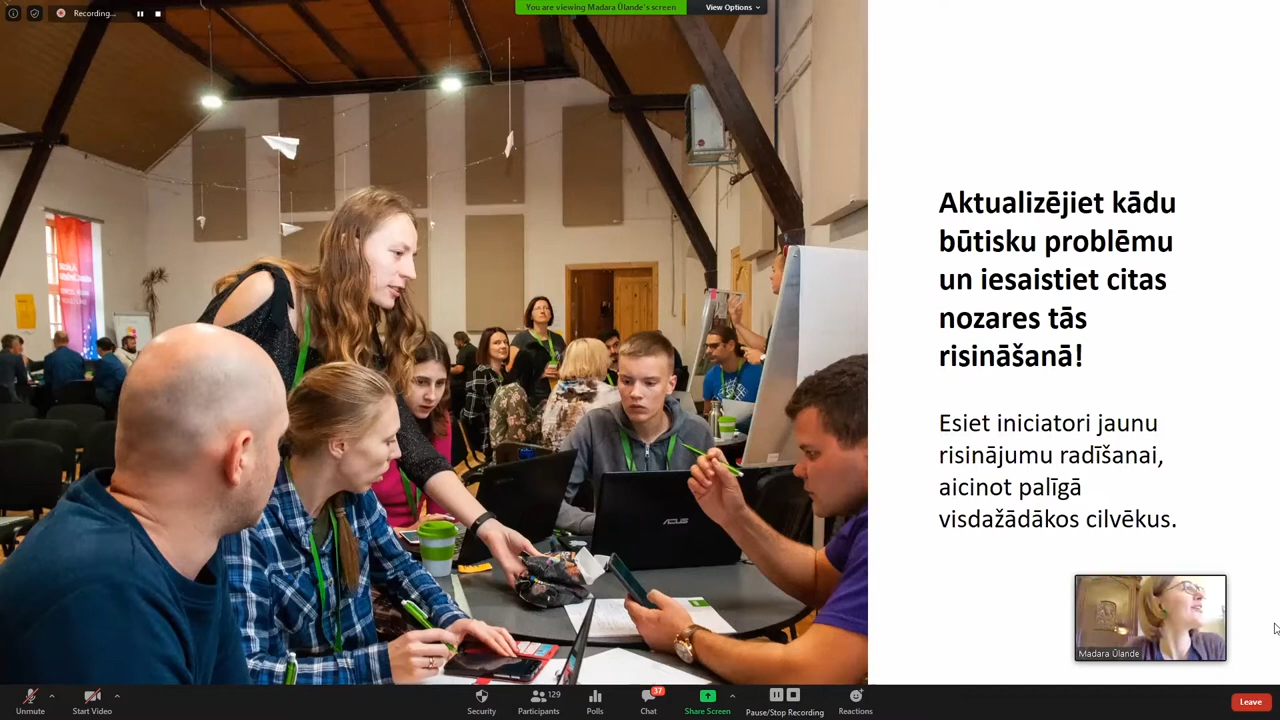 Recording...
You are viewing Madara Ūlande's screen
View Options
Aktualizējiet kādu
būtisku problēmu
un iesaistiet citas
nozares tās
risināšanā!
Esiet iniciatori jaunu
risinājumu radīšanai,
aicinot palīgā
visdažādākos cilvēkus.
ASUS
Madara Ūlande
Unmute
Start Video
Security
Participants
129
Polls
Chat
37
Share Screen
Pause/Stop Recording
Reactions
Leave